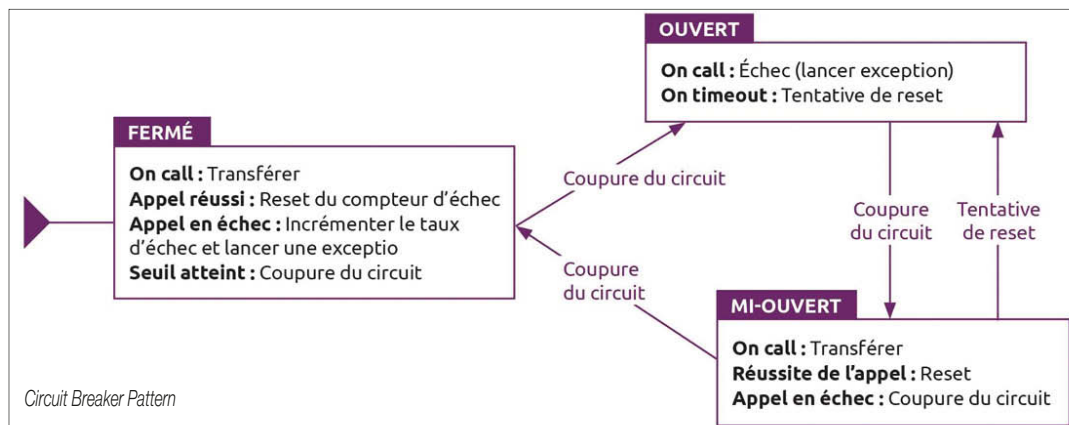 OUVERT
On call : Échec (lancer exception)
On timeout : Tentative de reset
FERMÉ
On call : Transférer
Appel réussi : Reset du compteur d’échec
Appel en échec : Incrémenter le taux
d’échec et lancer une exceptio
Seuil atteint : Coupure du circuit
Coupure du circuit
Coupure
du circuit
Tentative
de reset
Coupure
du circuit
MI-OUVERT
On call : Transférer
Réussite de l’appel : Reset
Appel en échec : Coupure du circuit
Circuit Breaker Pattern